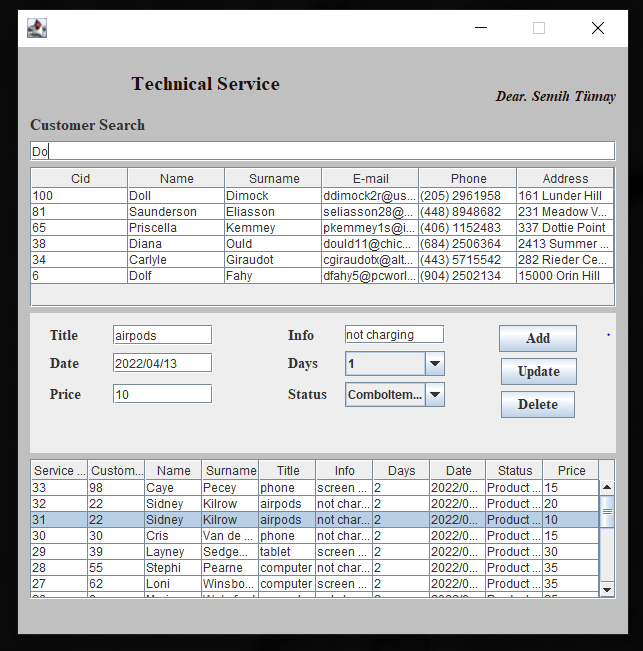 Technical Service
Dear. Semih Tümay
Customer Search
Do
Cid Name Surname E-mail Phone Address
100 Doll Dimock ddimock2r@us... (205) 2961958 161 Lunder Hill
81 Saunderson Eliasson seliasson28@... (448) 8948682 231 Meadow V...
65 Priscella Kemmey pkemmey1s@i... (406) 1152483 337 Dottie Point
38 Diana Ould dould11@chic... (684) 2506364 2413 Summer ...
34 Carlyle Giraudot cgiraudotx@alt... (443) 5715542 282 Rieder Ce...
6 Dolf Fahy dfahy5@pcworl... (904) 2502134 15000 Orin Hill
Title airpods Info not charging Add
Date 2022/04/13 Days 1 Update
Price 10 Status ComboItem... Delete
Service ... Custom... Name Surname Title Info Days Date Status Price
33 98 Caye Pecey phone screen ... 2 2022/0... Product ... 15
32 22 Sidney Kilrow airpods not char... 2 2022/0... Product ... 20
31 22 Sidney Kilrow airpods not char... 2 2022/0... Product ... 10
30 30 Cris Van de ... phone not char... 2 2022/0... Product ... 15
29 39 Layney Sedge... tablet screen ... 2 2022/0... Product ... 30
28 55 Stephi Pearne computer not char... 2 2022/0... Product ... 35
27 62 Loni Winsbo... computer screen ... 2 2022/0... Product ... 35